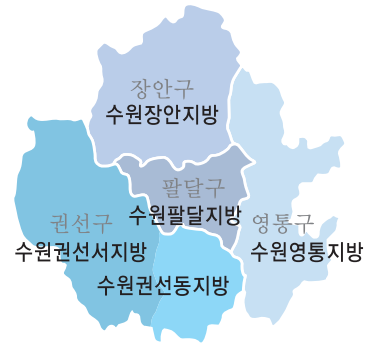 장안구
수원장안지방
팔달구
수원팔달지방
권선구
수원권선서지방
영통구
수원영통지방
수원권선동지방